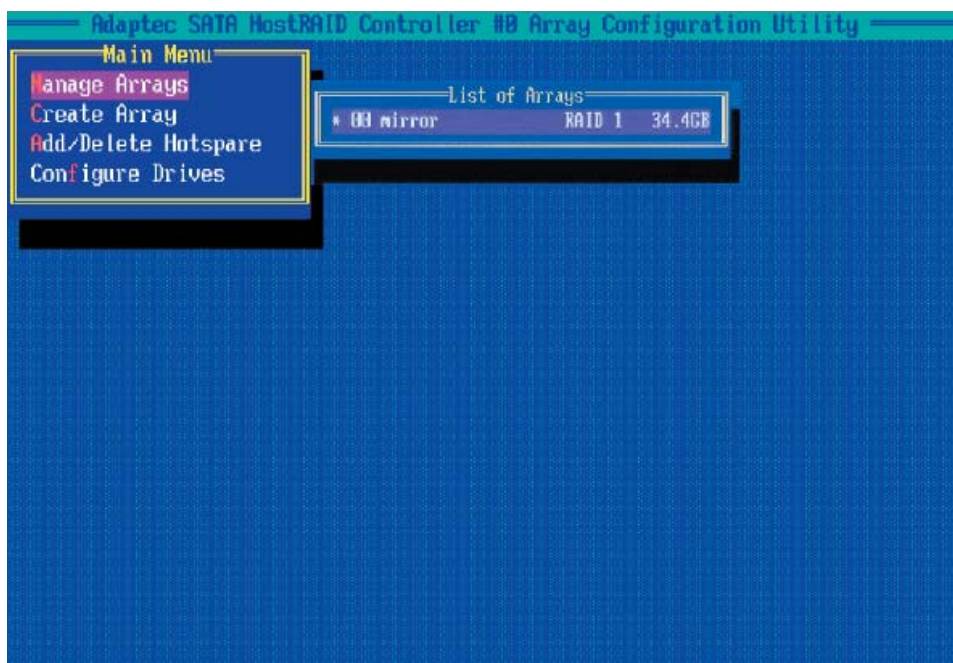 Adaptec SATA HostRAID Controller #0 Array Configuration Utility
Main Menu
Manage Arrays
Create Array
Add/Delete Hotspare
Configure Drives
List of Arrays
* 00 mirror RAID 1 34.4GB